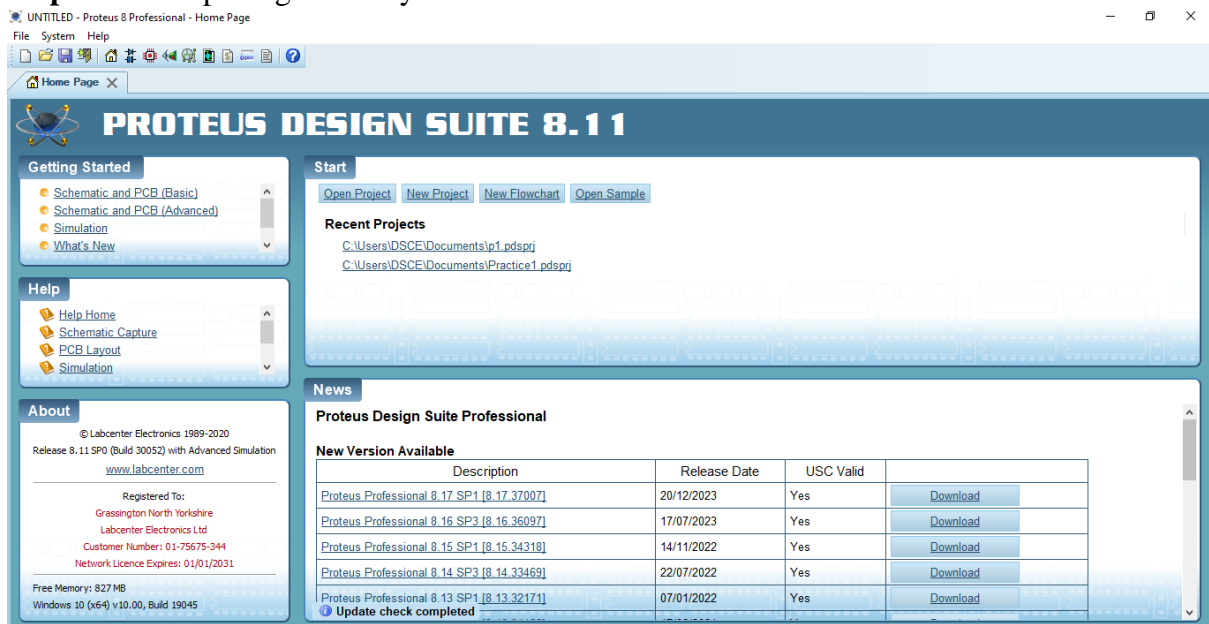 UNTITLED - Proteus 8 Professional - Home Page
File System Help
Home Page
PROTEUS DESIGN SUITE 8.11
Getting Started
Schematic and PCB (Basic)
Schematic and PCB (Advanced)
Simulation
What's New
Help
Help Home
Schematic Capture
PCB Layout
Simulation
About
© Labcenter Electronics 1989-2020
Release 8.11 SP0 (Build 30052) with Advanced Simulation
www.labcenter.com
Registered To:
Grassington North Yorkshire
Labcenter Electronics Ltd
Customer Number: 01-75675-344
Network Licence Expires: 01/01/2031
Free Memory: 827 MB
Windows 10 (x64) v10.00, Build 19045
Start
Open Project New Project New Flowchart Open Sample
Recent Projects
C:\Users\DSCE\Documents\p1.pdsprj
C:\Users\DSCE\Documents\Practice1.pdsprj
News
Proteus Design Suite Professional
New Version Available
Description Release Date USC Valid
Proteus Professional 8.17 SP1 [8.17.37007] 20/12/2023 Yes Download
Proteus Professional 8.16 SP3 [8.16.36097] 17/07/2023 Yes Download
Proteus Professional 8.15 SP1 [8.15.34318] 14/11/2022 Yes Download
Proteus Professional 8.14 SP3 [8.14.33469] 22/07/2022 Yes Download
Proteus Professional 8.13 SP1 [8.13.32171] 07/01/2022 Yes Download
Update check completed